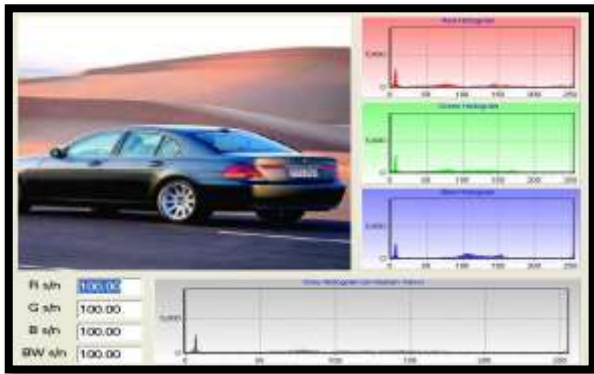 Red Histogram
5,000
0
0 50 100 150 200 250
Green Histogram
5,000
0
0 50 100 150 200 250
Blue Histogram
5,000
0
0 50 100 150 200 250
R s/n 100.00
G s/n 100.00
B s/n 100.00
BW s/n 100.00
Gray Histogram
5,000
0
0 50 100 150 200 250